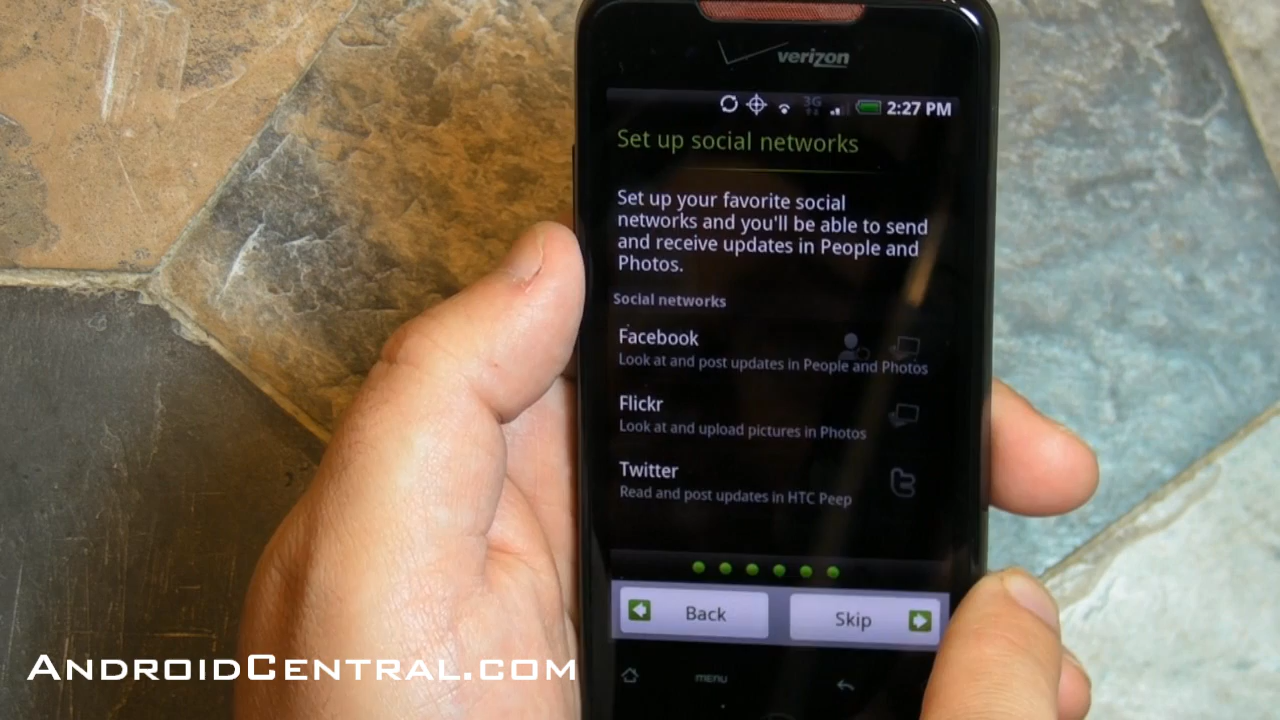 verizon
3G
2:27 PM
Set up social networks
Set up your favorite social
networks and you'll be able to send
and receive updates in People and
Photos.
Social networks
Facebook
Look at and post updates in People and Photos
Flickr
Look at and upload pictures in Photos
Twitter
Read and post updates in HTC Peep
Back
Skip
menu
AndroidCentral.com